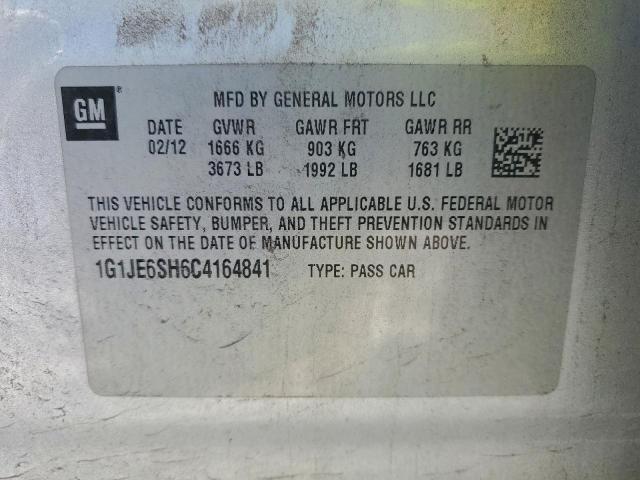 GM ® MFD BY GENERAL MOTORS LLC
DATE GVWR GAWR FRT GAWR RR
02/12 1666 KG 903 KG 763 KG
3673 LB 1992 LB 1681 LB
THIS VEHICLE CONFORMS TO ALL APPLICABLE U.S. FEDERAL MOTOR
VEHICLE SAFETY, BUMPER, AND THEFT PREVENTION STANDARDS IN
EFFECT ON THE DATE OF MANUFACTURE SHOWN ABOVE.
1G1JE6SH6C4164841 TYPE: PASS CAR